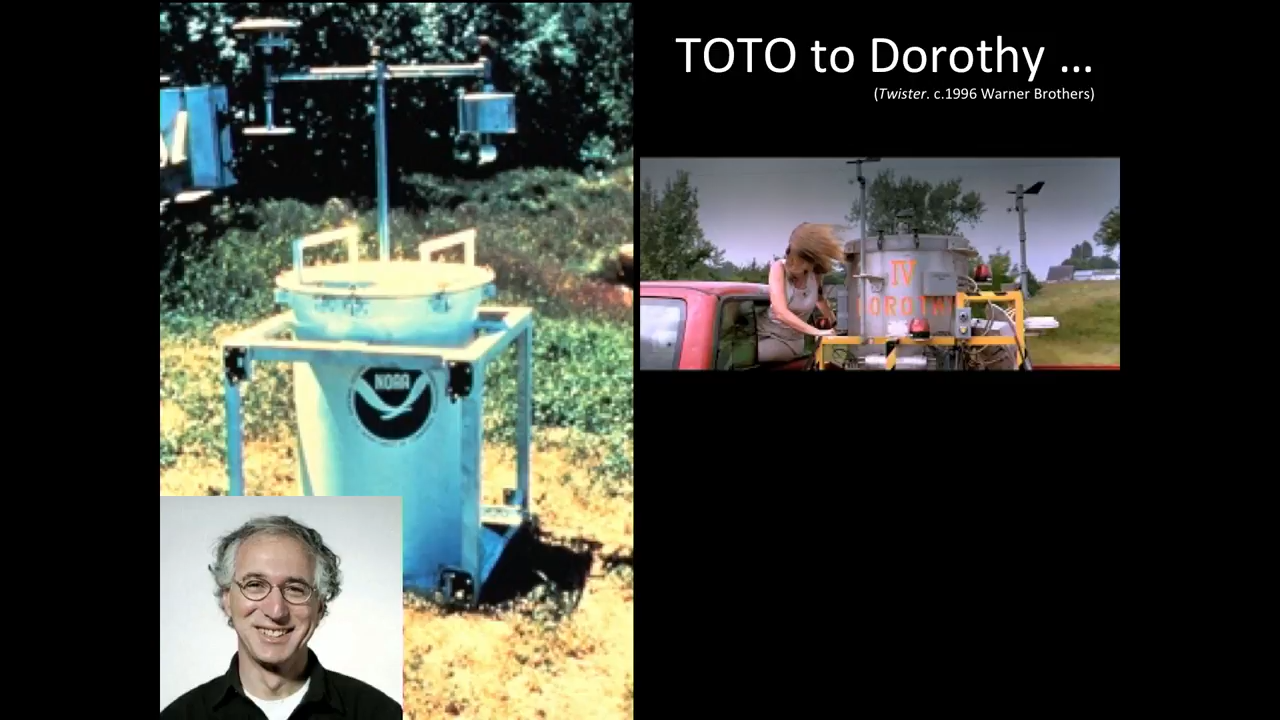 TOTO to Dorothy ...
(Twister. c.1996 Warner Brothers)
IV
DOROTHY
NOAA